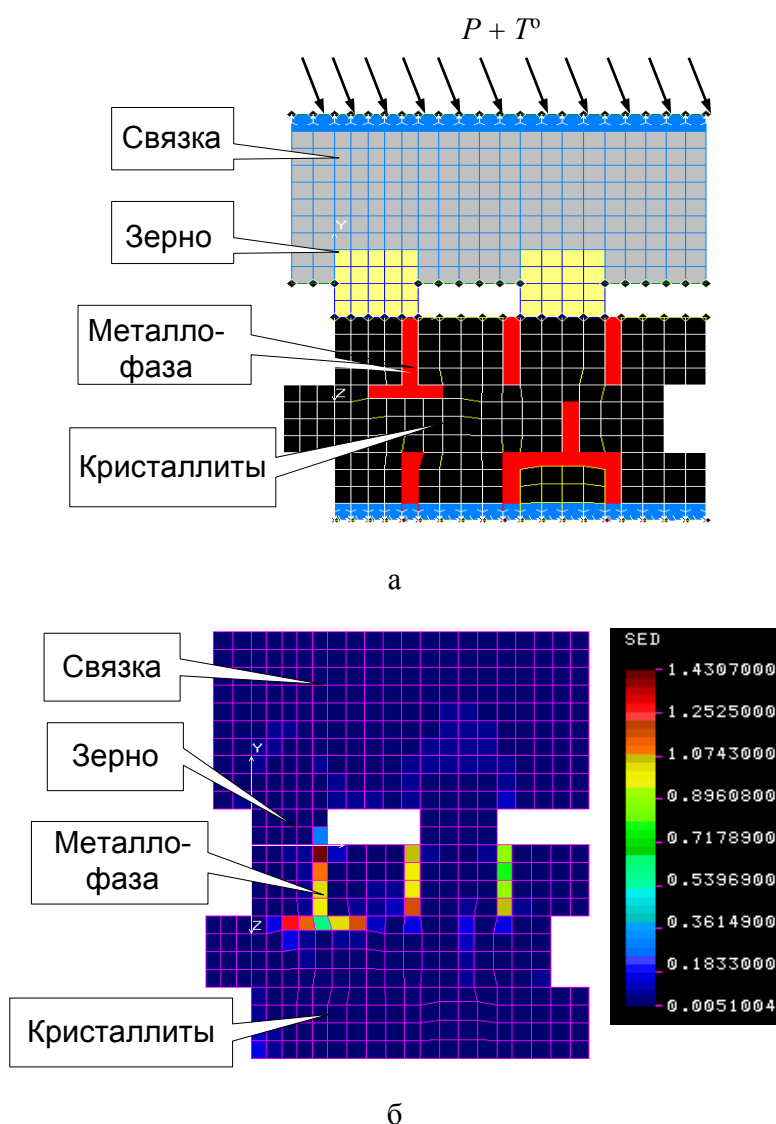 P + Tº
Связка
Зерно
Y
Металло-
фаза
Z
Кристаллиты
а
Связка
Зерно
Y
Металло-
фаза
Z
Кристаллиты
SED
1.4307000
1.2525000
1.0743000
0.8960800
0.7178900
0.5396900
0.3614900
0.1833000
0.0051004
б